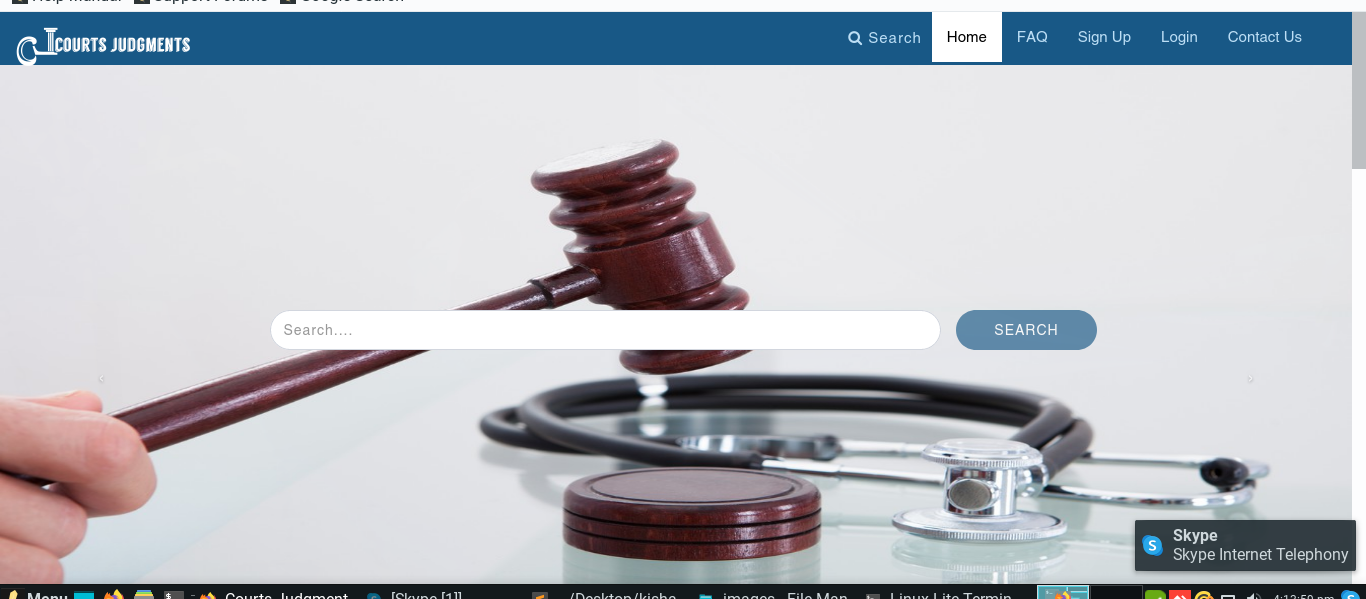 Help Manual Support Forums Google Search
COURTS JUDGMENTS
Search Home FAQ Sign Up Login Contact Us
Search.... SEARCH
Skype
Skype Internet Telephony
Menu Courts Judgment [Skype [1]] /Desktop/kisha images - File Man Linux Lite Termin 4:13:50 pm